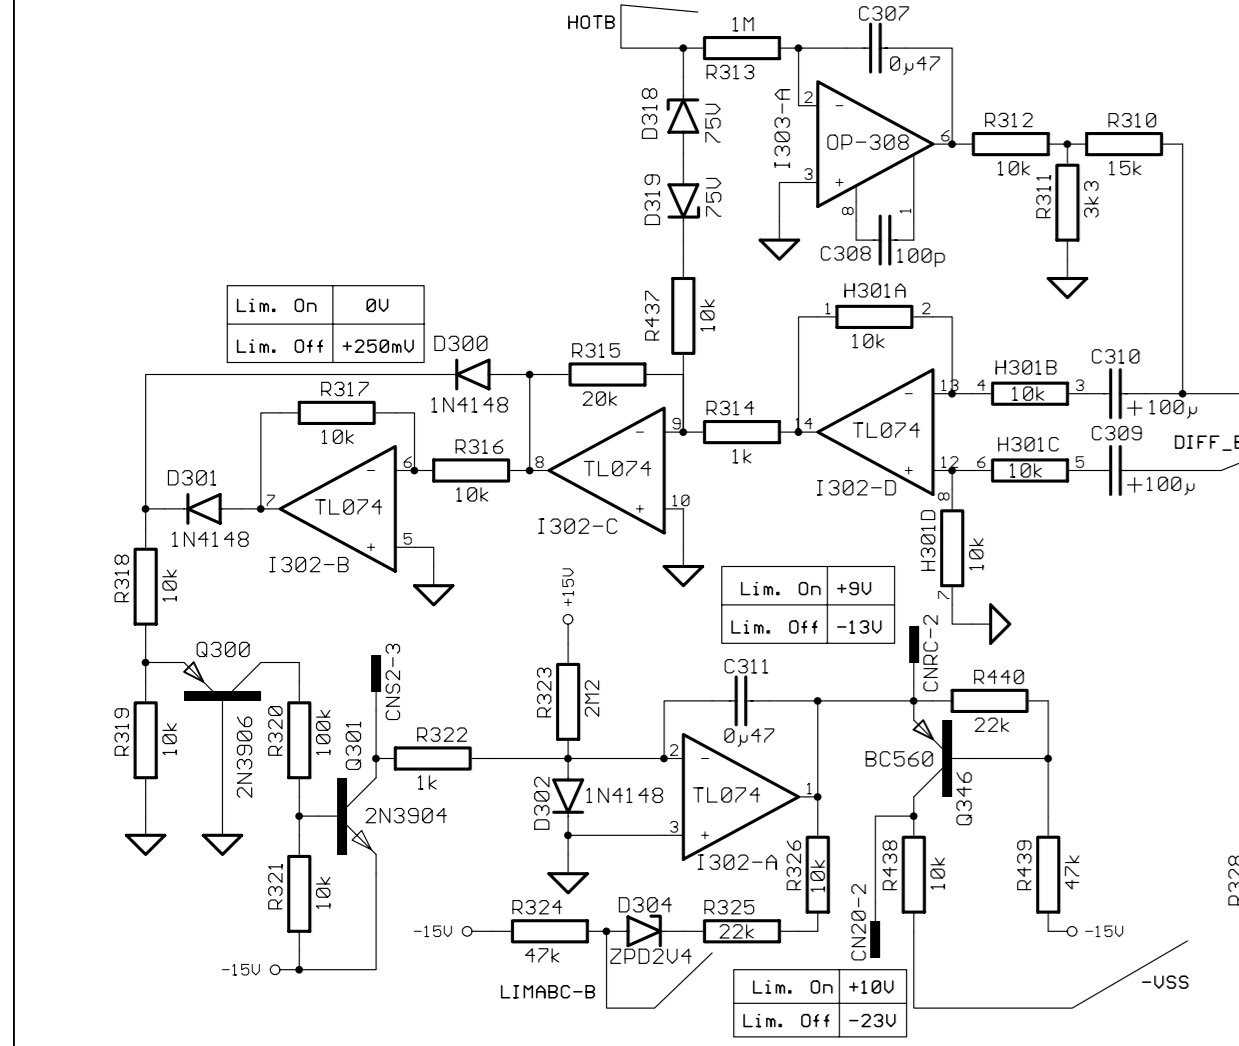 HOTB
1M
R313
C307
0µ47
D318
75V
D319
75V
I303-A
OP-308
2
3
6
8
1
C308
100p
R312
10k
R310
15k
R311
3k3
R437
10k
H301A
1
2
10k
Lim. On 0V
Lim. Off +250mV
D300
1N4148
R315
20k
R317
10k
R316
10k
R314
1k
TL074
I302-D
14
13
12
H301B
4
3
10k
C310
+100µ
H301C
6
5
10k
C309
+100µ
DIFF_B
TL074
I302-C
9
8
10
D301
1N4148
TL074
I302-B
7
6
5
H301D
8
7
10k
R318
10k
+15V
Lim. On +9V
Lim. Off -13V
Q300
2N3906
R319
10k
R320
100k
Q301
2N3904
CNS2-3
R322
1k
R323
2M2
C311
0µ47
CNRC-2
R440
22k
BC560
Q346
D302
1N4148
TL074
I302-A
2
3
1
R321
10k
-15V
R326
10k
R438
10k
R439
47k
-15V
R328
-15V
R324
47k
D304
ZPD2V4
R325
22k
LIMABC-B
CN20-2
-VSS
Lim. On +10V
Lim. Off -23V